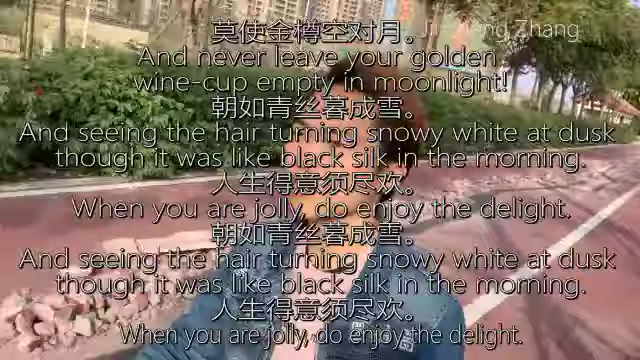 Jinpeng Zhang
莫使金樽空对月。
And never leave your golden
wine-cup empty in moonlight!
朝如青丝暮成雪。
And seeing the hair turning snowy white at dusk
though it was like black silk in the morning.
人生得意须尽欢。
When you are jolly, do enjoy the delight.
朝如青丝暮成雪。
And seeing the hair turning snowy white at dusk
though it was like black silk in the morning.
人生得意须尽欢。
When you are jolly, do enjoy the delight.